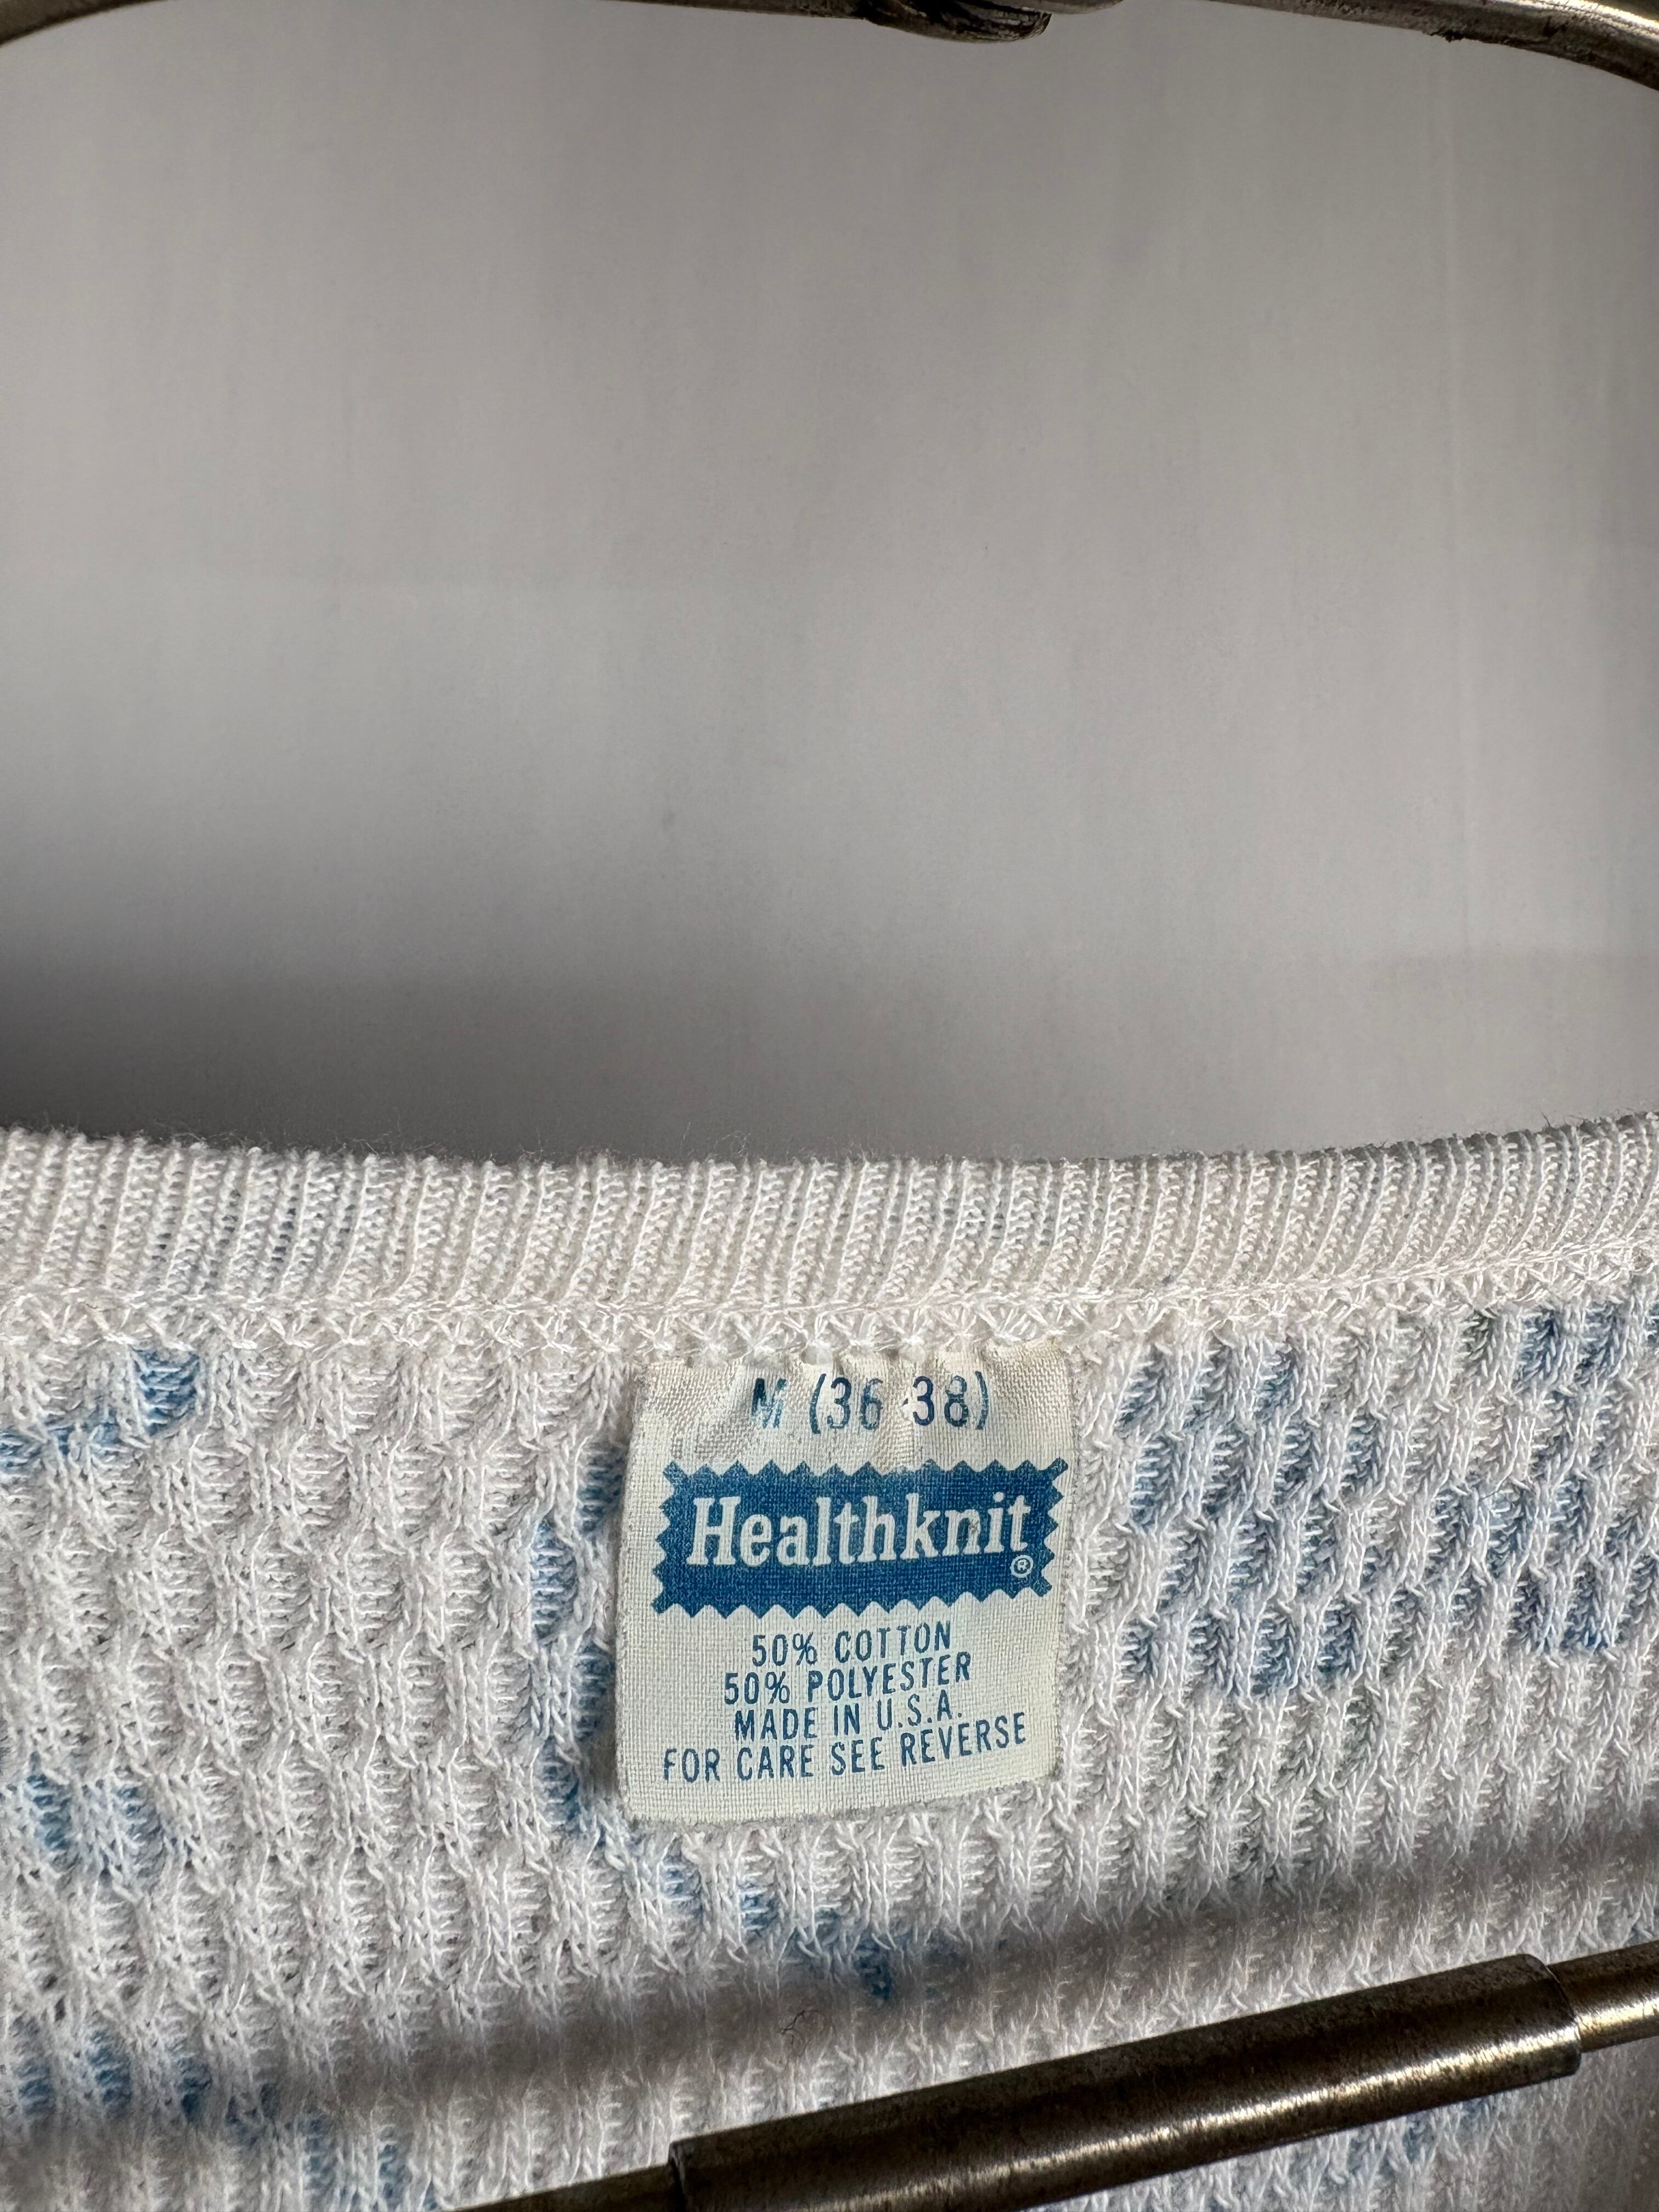 M (36-38)
Healthknit
®
50% COTTON
50% POLYESTER
MADE IN U.S.A.
FOR CARE SEE REVERSE